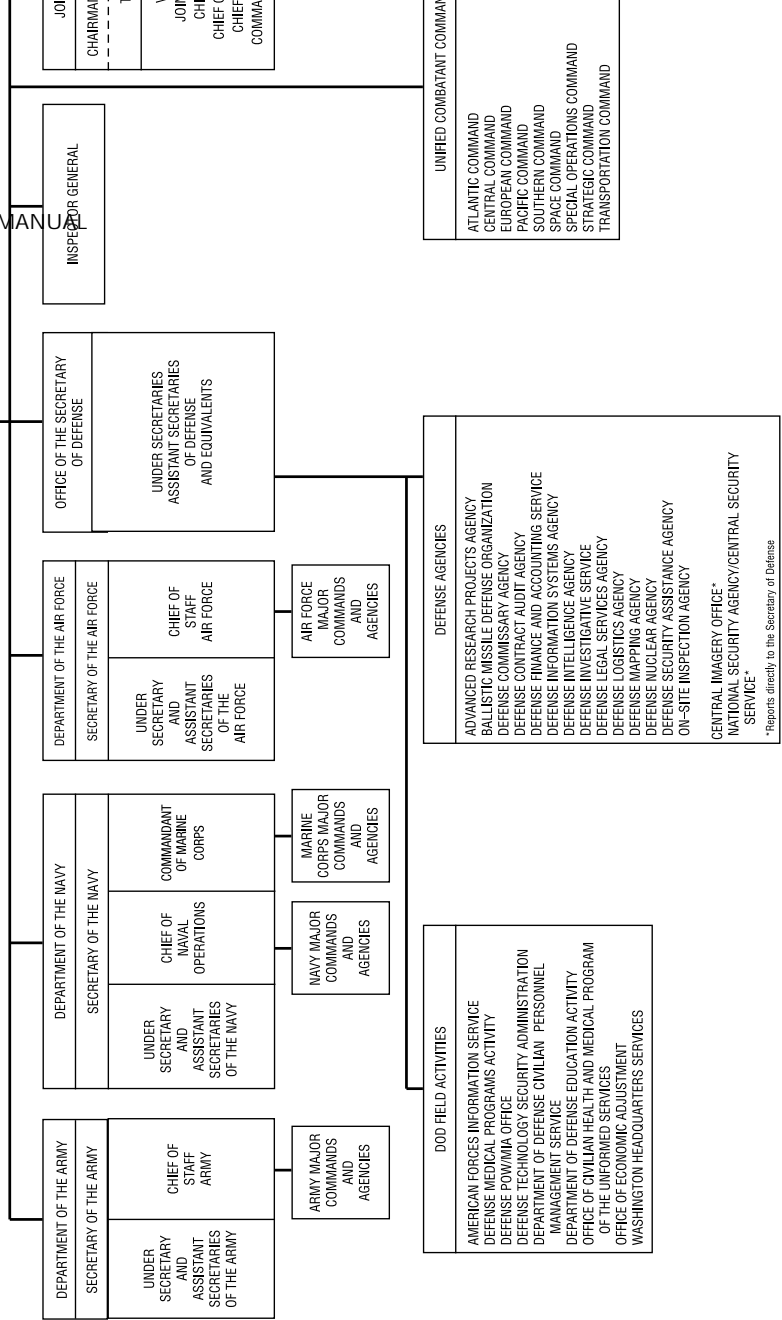 MANUAL
DEPARTMENT OF THE ARMY
SECRETARY OF THE ARMY
UNDER
SECRETARY
AND
ASSISTANT
SECRETARIES
OF THE ARMY
CHIEF OF
STAFF
ARMY
ARMY MAJOR
COMMANDS
AND
AGENCIES
DEPARTMENT OF THE NAVY
SECRETARY OF THE NAVY
UNDER
SECRETARY
AND
ASSISTANT
SECRETARIES
OF THE NAVY
CHIEF OF
NAVAL
OPERATIONS
COMMANDANT
OF MARINE
CORPS
NAVY MAJOR
COMMANDS
AND
AGENCIES
MARINE
CORPS MAJOR
COMMANDS
AND
AGENCIES
DEPARTMENT OF THE AIR FORCE
SECRETARY OF THE AIR FORCE
UNDER
SECRETARY
AND
ASSISTANT
SECRETARIES
OF THE
AIR FORCE
CHIEF OF
STAFF
AIR FORCE
AIR FORCE
MAJOR
COMMANDS
AND
AGENCIES
OFFICE OF THE SECRETARY
OF DEFENSE
UNDER SECRETARIES
ASSISTANT SECRETARIES
OF DEFENSE
AND EQUIVALENTS
INSPECTOR GENERAL
JOI
CHAIRMA
T
V
JOIN
CHI
CHIEF O
CHIEF
COMMA
DOD FIELD ACTIVITIES
AMERICAN FORCES INFORMATION SERVICE
DEFENSE MEDICAL PROGRAMS ACTIVITY
DEFENSE POW/MIA OFFICE
DEFENSE TECHNOLOGY SECURITY ADMINISTRATION
DEPARTMENT OF DEFENSE CIVILIAN PERSONNEL
MANAGEMENT SERVICE
DEPARTMENT OF DEFENSE EDUCATION ACTIVITY
OFFICE OF CIVILIAN HEALTH AND MEDICAL PROGRAM
OF THE UNFORMED SERVICES
OFFICE OF ECONOMIC ADJUSTMENT
WASHINGTON HEADQUARTERS SERVICES
DEFENSE AGENCIES
ADVANCED RESEARCH PROJECTS AGENCY
BALLISTIC MISSILE DEFENSE ORGANIZATION
DEFENSE COMMISSARY AGENCY
DEFENSE CONTRACT AUDIT AGENCY
DEFENSE FINANCE AND ACCOUNTING SERVICE
DEFENSE INFORMATION SYSTEMS AGENCY
DEFENSE INTELLIGENCE AGENCY
DEFENSE INVESTIGATIVE SERVICE
DEFENSE LEGAL SERVICES AGENCY
DEFENSE LOGISTICS AGENCY
DEFENSE MAPPING AGENCY
DEFENSE NUCLEAR AGENCY
DEFENSE SECURITY ASSISTANCE AGENCY
ON–SITE INSPECTION AGENCY
CENTRAL IMAGERY OFFICE*
NATIONAL SECURITY AGENCY/CENTRAL SECURITY
SERVICE*
*Reports directly to the Secretary of Defense
UNIFIED COMBATANT COMMAN
ATLANTIC COMMAND
CENTRAL COMMAND
EUROPEAN COMMAND
PACIFIC COMMAND
SOUTHERN COMMAND
SPACE COMMAND
SPECIAL OPERATIONS COMMAND
STRATEGIC COMMAND
TRANSPORTATION COMMAND